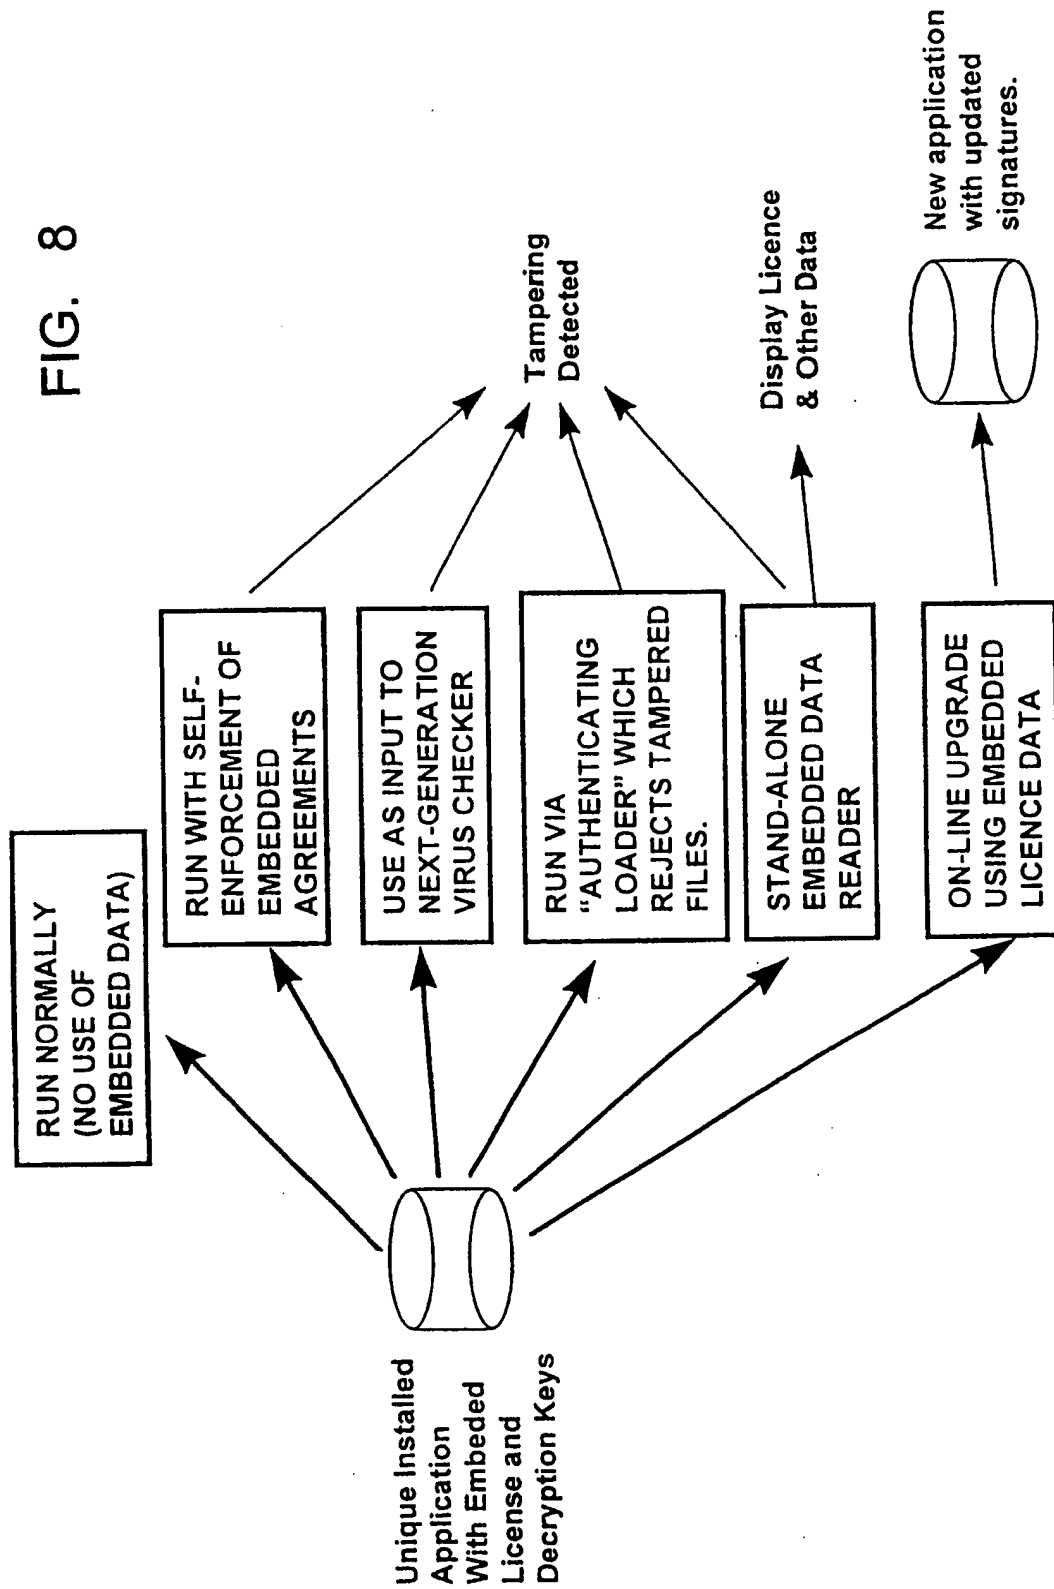 FIG. 8
Unique Installed
Application
With Embeded
License and
Decryption Keys
RUN NORMALLY
(NO USE OF
EMBEDDED DATA)
RUN WITH SELF-
ENFORCEMENT OF
EMBEDDED
AGREEMENTS
USE AS INPUT TO
NEXT-GENERATION
VIRUS CHECKER
RUN VIA
“AUTHENTICATING
LOADER” WHICH
REJECTS TAMPERED
FILES.
STAND-ALONE
EMBEDDED DATA
READER
ON-LINE UPGRADE
USING EMBEDDED
LICENCE DATA
Tampering
Detected
Display Licence
& Other Data
New application
with updated
signatures.